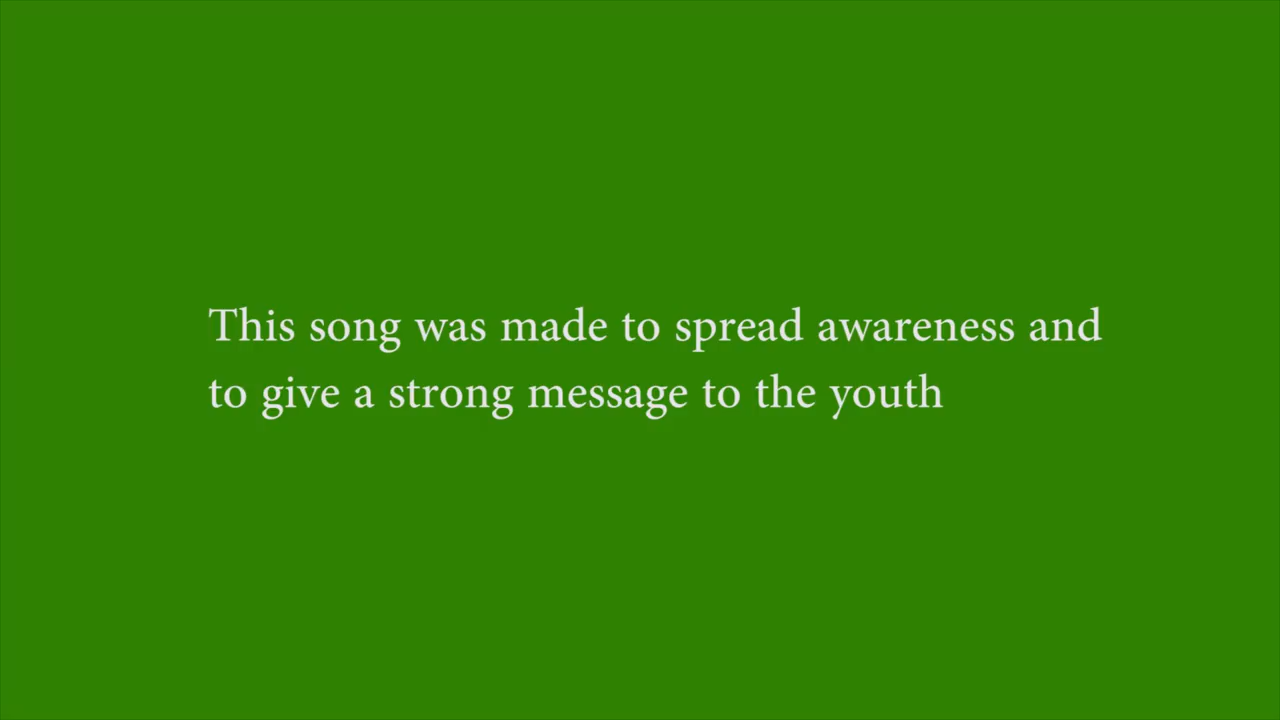 This song was made to spread awareness and
to give a strong message to the youth